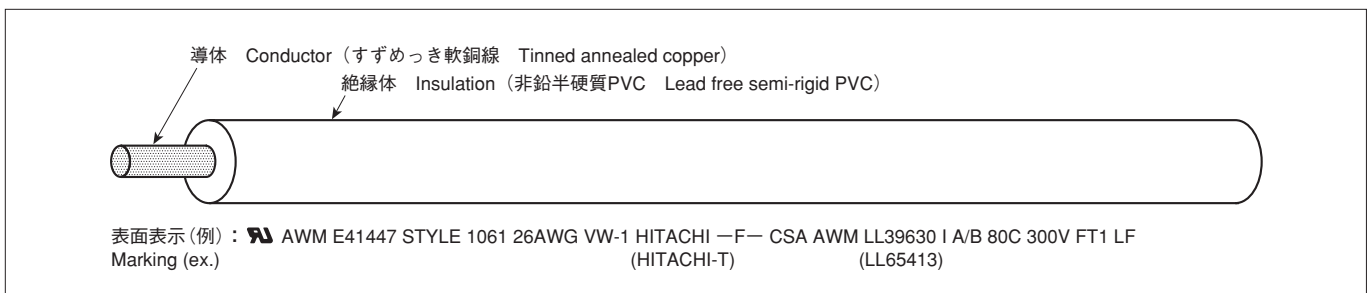 導体　Conductor（すずめっき軟銅線　Tinned annealed copper）
絶縁体　Insulation（非鉛半硬質PVC　Lead free semi-rigid PVC）
表面表示（例）： RU AWM E41447 STYLE 1061 26AWG VW-1 HITACHI －F－ CSA AWM LL39630 I A/B 80C 300V FT1 LF
Marking (ex.) (HITACHI-T) (LL65413)